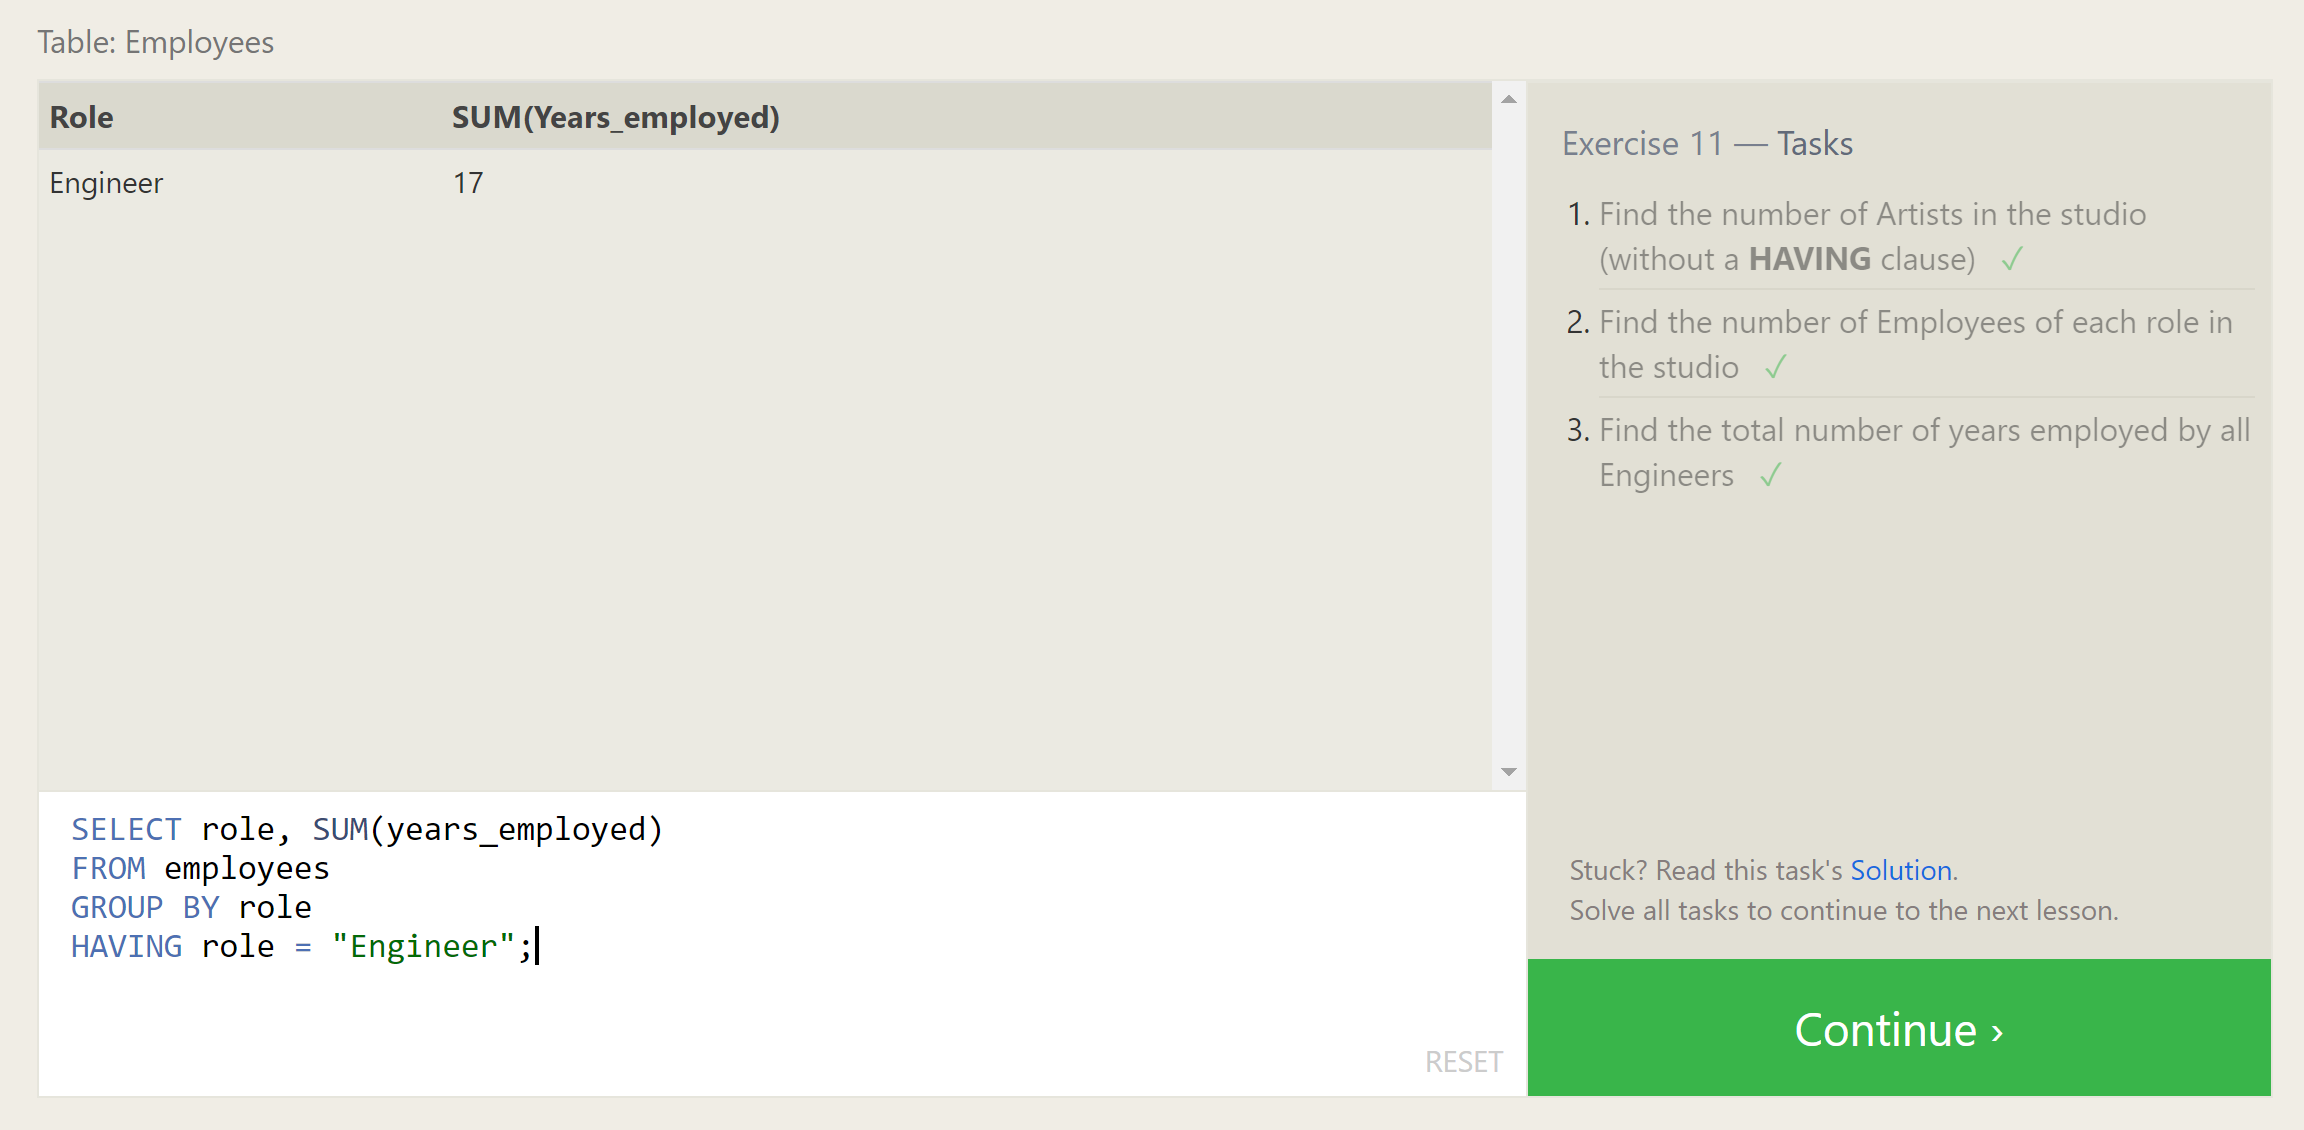 Table: Employees
Role SUM(Years_employed)
Engineer 17
SELECT role, SUM(years_employed)
FROM employees
GROUP BY role
HAVING role = "Engineer";
RESET
Exercise 11 — Tasks
1. Find the number of Artists in the studio
(without a HAVING clause) ✓
2. Find the number of Employees of each role in
the studio ✓
3. Find the total number of years employed by all
Engineers ✓
Stuck? Read this task's Solution.
Solve all tasks to continue to the next lesson.
Continue ›